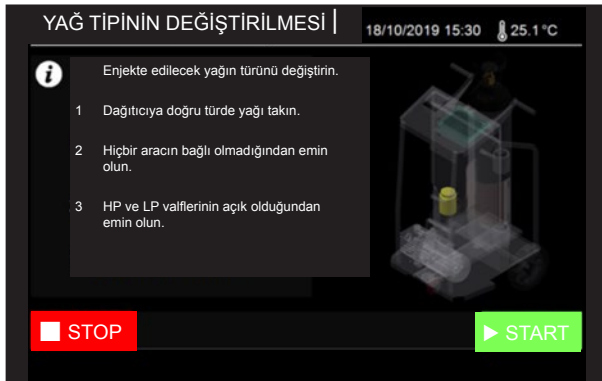 YAĞ TİPİNİN DEĞİŞTİRİLMESİ
18/10/2019 15:30 25.1°C
i
Enjekte edilecek yağın türünü değiştirin.
1 Dağıtıcıya doğru türde yağı takın.
2 Hiçbir aracın bağlı olmadığından emin
olun.
3 HP ve LP valflerinin açık olduğundan
emin olun.
STOP
START